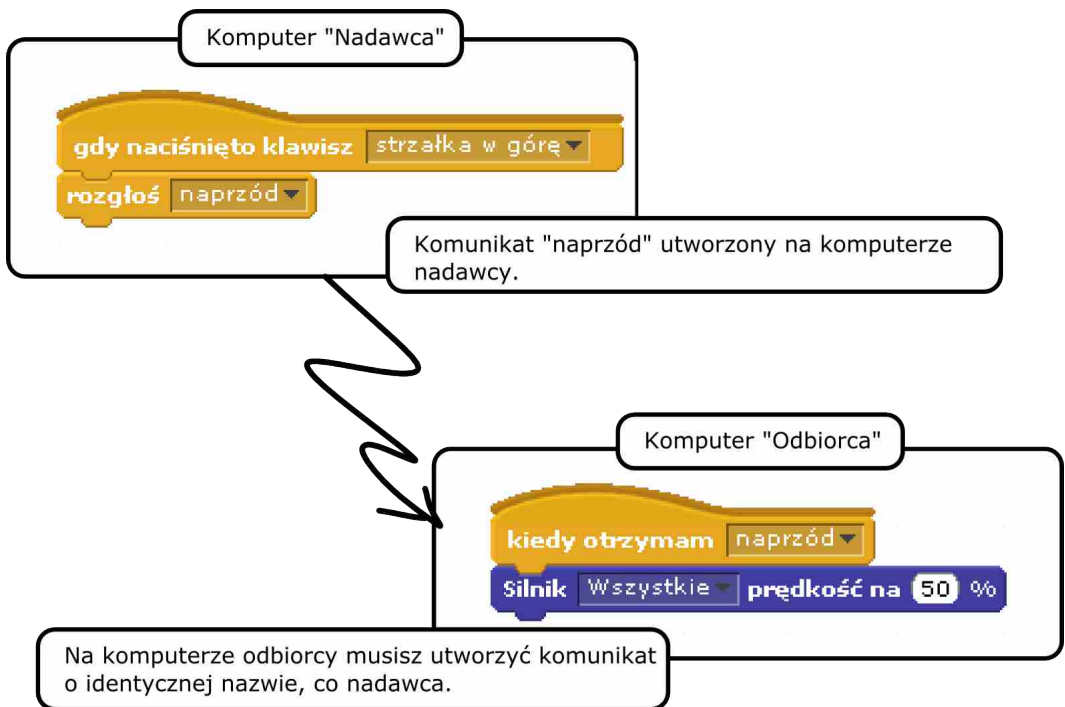 Komputer "Nadawca"
gdy naciśnięto klawisz strzałka w górę
rozgłoś naprzód
Komunikat "naprzód" utworzony na komputerze
nadawcy.
Komputer "Odbiorca"
kiedy otrzymam naprzód
Silnik Wszystkie prędkość na 50 %
Na komputerze odbiorcy musisz utworzyć komunikat
o identycznej nazwie, co nadawca.